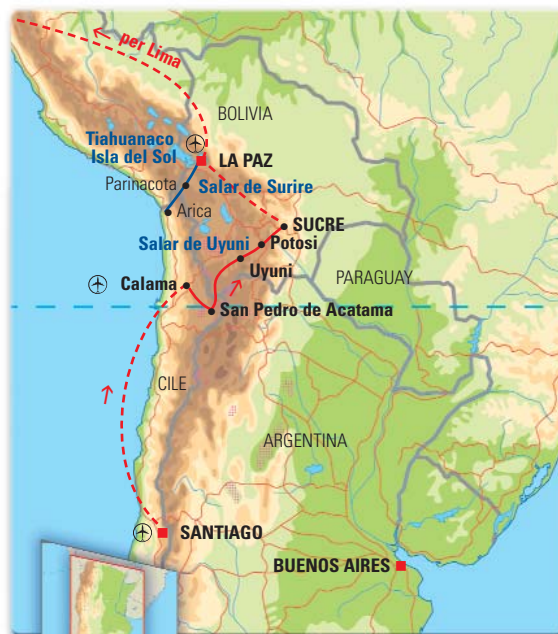 ← per Lima
BOLIVIA
Tiahuanaco
Isla del Sol
LA PAZ
Parinacota
Salar de Surire
Arica
SUCRE
Salar de Uyuni
Potosi
Uyuni
PARAGUAY
Calama
San Pedro de Acatama
CILE
ARGENTINA
SANTIAGO
BUENOS AIRES